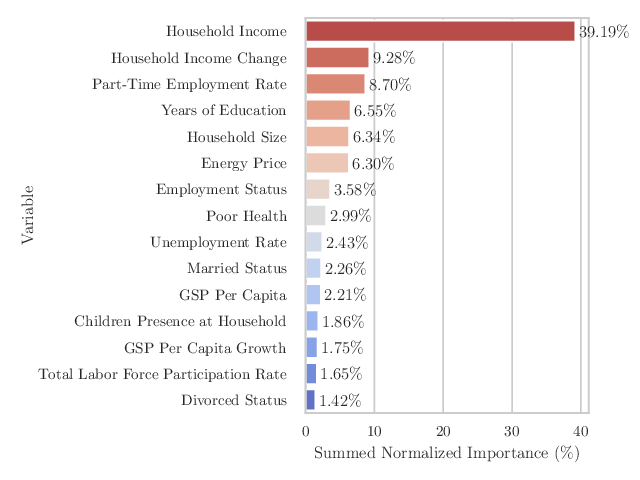 Household Income 39.19%
Household Income Change 9.28%
Part-Time Employment Rate 8.70%
Years of Education 6.55%
Household Size 6.34%
Energy Price 6.30%
Employment Status 3.58%
Poor Health 2.99%
Unemployment Rate 2.43%
Married Status 2.26%
GSP Per Capita 2.21%
Children Presence at Household 1.86%
GSP Per Capita Growth 1.75%
Total Labor Force Participation Rate 1.65%
Divorced Status 1.42%
Variable
0 10 20 30 40
Summed Normalized Importance (%)